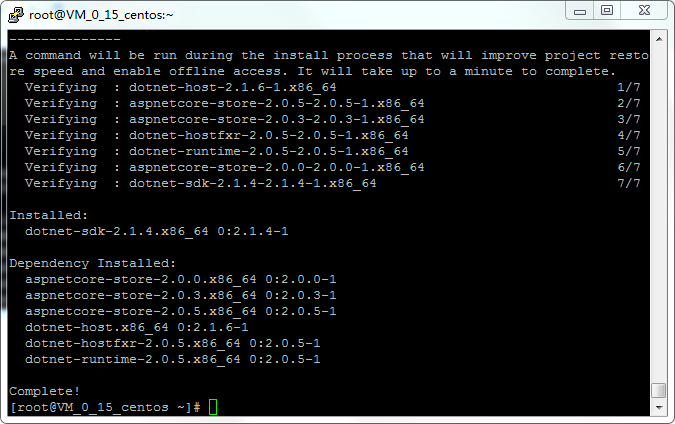 root@VM_0_15_centos:~
--------------
A command will be run during the install process that will improve project resto
re speed and enable offline access. It will take up to a minute to complete.
  Verifying  : dotnet-host-2.1.6-1.x86_64                                   1/7
  Verifying  : aspnetcore-store-2.0.5-2.0.5-1.x86_64                        2/7
  Verifying  : aspnetcore-store-2.0.3-2.0.3-1.x86_64                        3/7
  Verifying  : dotnet-hostfxr-2.0.5-2.0.5-1.x86_64                          4/7
  Verifying  : dotnet-runtime-2.0.5-2.0.5-1.x86_64                          5/7
  Verifying  : aspnetcore-store-2.0.0-2.0.0-1.x86_64                        6/7
  Verifying  : dotnet-sdk-2.1.4-2.1.4-1.x86_64                              7/7

Installed:
  dotnet-sdk-2.1.4.x86_64 0:2.1.4-1

Dependency Installed:
  aspnetcore-store-2.0.0.x86_64 0:2.0.0-1
  aspnetcore-store-2.0.3.x86_64 0:2.0.3-1
  aspnetcore-store-2.0.5.x86_64 0:2.0.5-1
  dotnet-host.x86_64 0:2.1.6-1
  dotnet-hostfxr-2.0.5.x86_64 0:2.0.5-1
  dotnet-runtime-2.0.5.x86_64 0:2.0.5-1

Complete!
[root@VM_0_15_centos ~]#